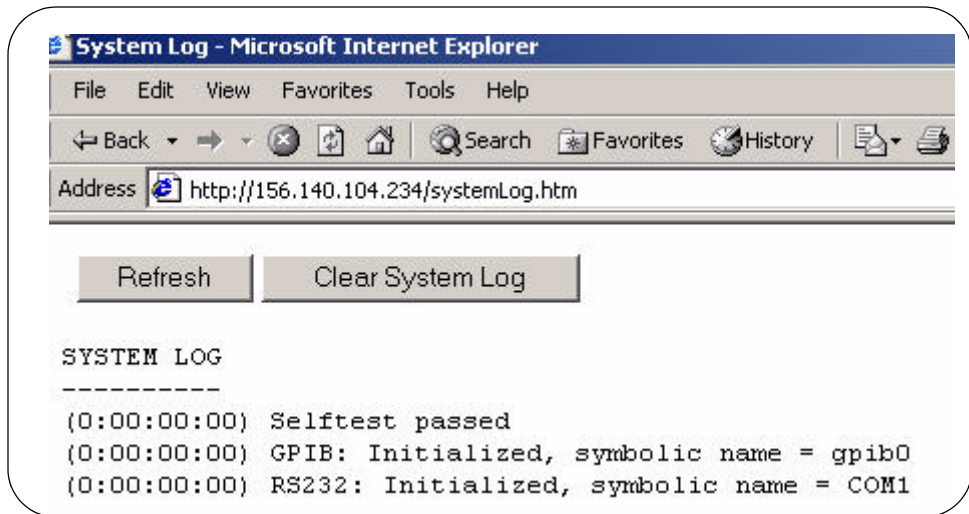 System Log - Microsoft Internet Explorer
File Edit View Favorites Tools Help
Back Search Favorites History
Address http://156.140.104.234/systemLog.htm
Refresh Clear System Log
SYSTEM LOG
----------
(0:00:00:00) Selftest passed
(0:00:00:00) GPIB: Initialized, symbolic name = gpib0
(0:00:00:00) RS232: Initialized, symbolic name = COM1